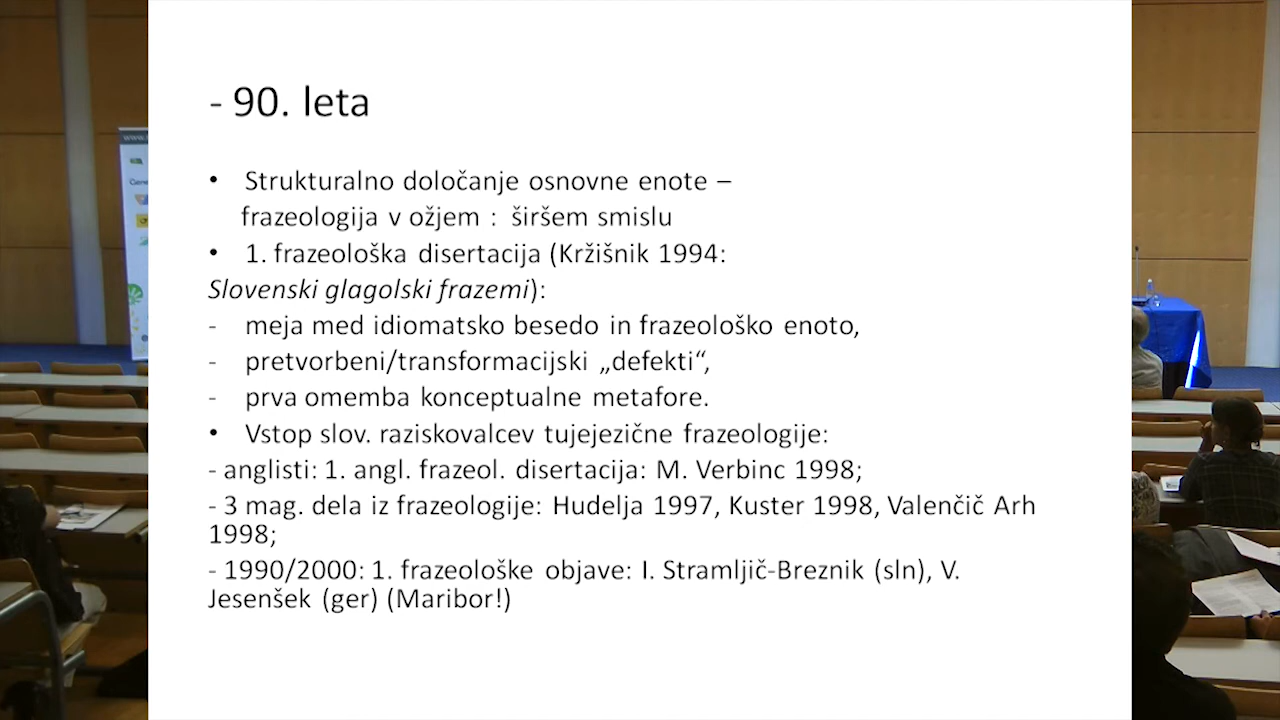 - 90. leta
• Strukturalno določanje osnovne enote –
frazeologija v ožjem : širšem smislu
• 1. frazeološka disertacija (Kržišnik 1994:
Slovenski glagolski frazemi):
- meja med idiomatsko besedo in frazeološko enoto,
- pretvorbeni/transformacijski „defekti“,
- prva omemba konceptualne metafore.
• Vstop slov. raziskovalcev tujejezične frazeologije:
- anglisti: 1. angl. frazeol. disertacija: M. Verbinc 1998;
- 3 mag. dela iz frazeologije: Hudelja 1997, Kuster 1998, Valenčič Arh
1998;
- 1990/2000: 1. frazeološke objave: I. Stramljič-Breznik (sln), V.
Jesenšek (ger) (Maribor!)